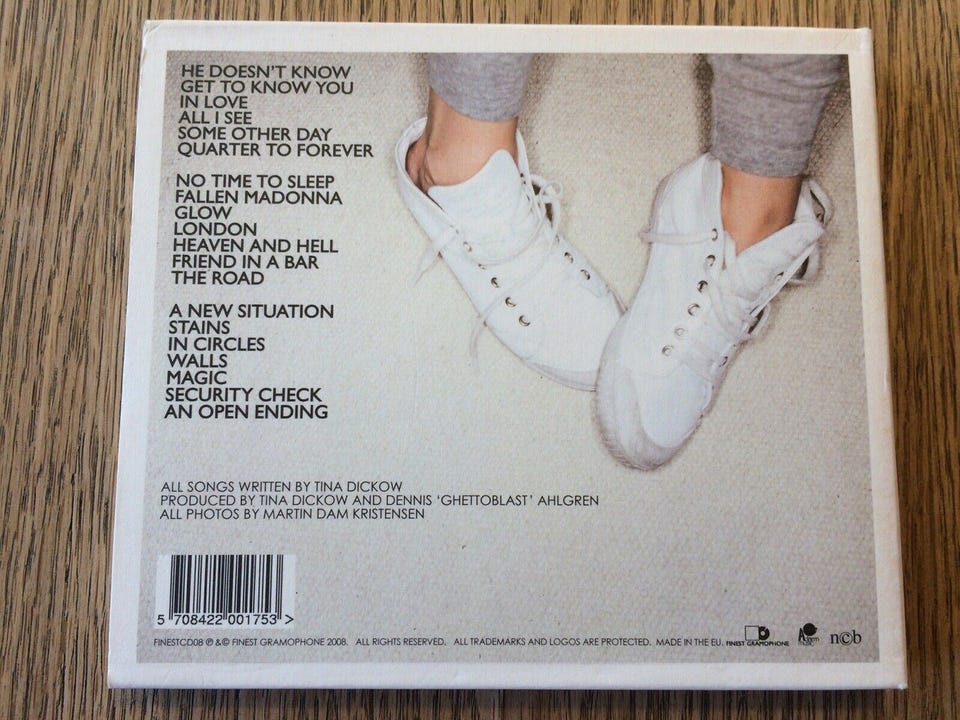 HE DOESN'T KNOW
GET TO KNOW YOU
IN LOVE
ALL I SEE
SOME OTHER DAY
QUARTER TO FOREVER
NO TIME TO SLEEP
FALLEN MADONNA
GLOW
LONDON
HEAVEN AND HELL
FRIEND IN A BAR
THE ROAD
A NEW SITUATION
STAINS
IN CIRCLES
WALLS
MAGIC
SECURITY CHECK
AN OPEN ENDING
ALL SONGS WRITTEN BY TINA DICKOW
PRODUCED BY TINA DICKOW AND DENNIS 'GHETTOBLAST' AHLGREN
ALL PHOTOS BY MARTIN DAM KRISTENSEN
5 708422 001753 >
FINESTCD08 ℗ &© FINEST GRAMOPHONE 2008. ALL RIGHTS RESERVED. ALL TRADEMARKS AND LOGOS ARE PROTECTED. MADE IN THE EU. FINEST GRAMOPHONE n©b